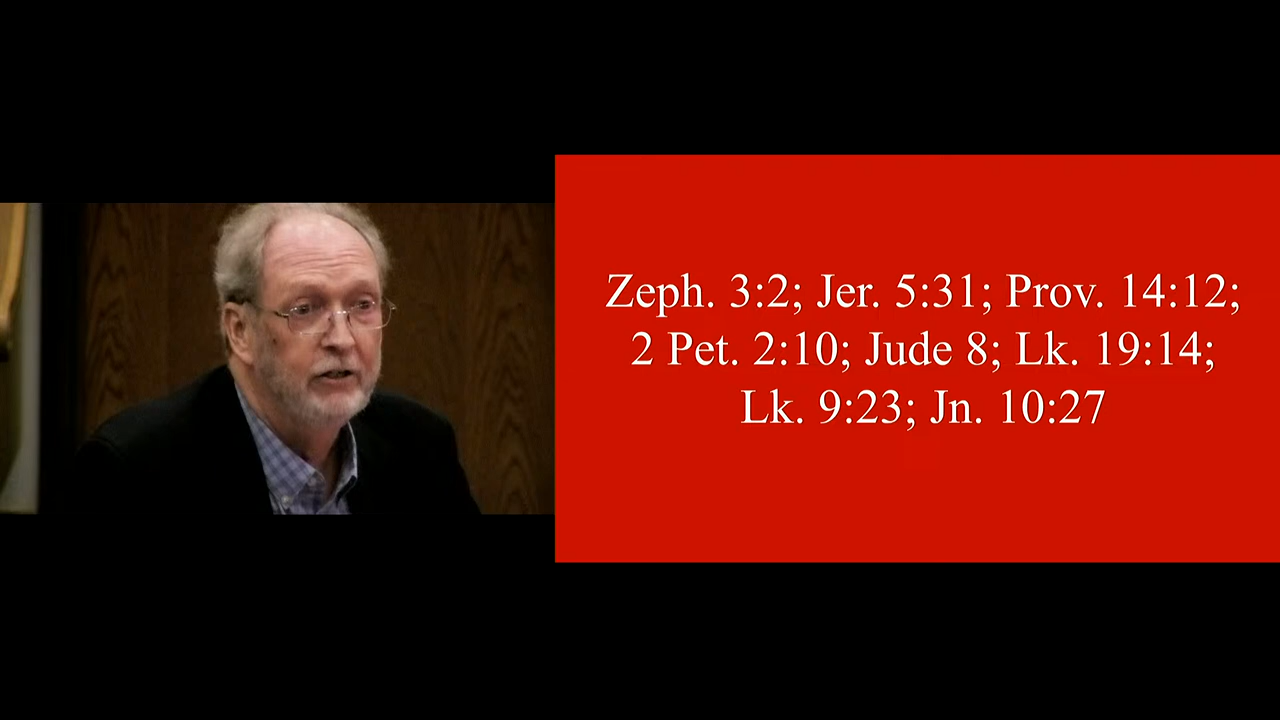 Zeph. 3:2; Jer. 5:31; Prov. 14:12;
2 Pet. 2:10; Jude 8; Lk. 19:14;
Lk. 9:23; Jn. 10:27